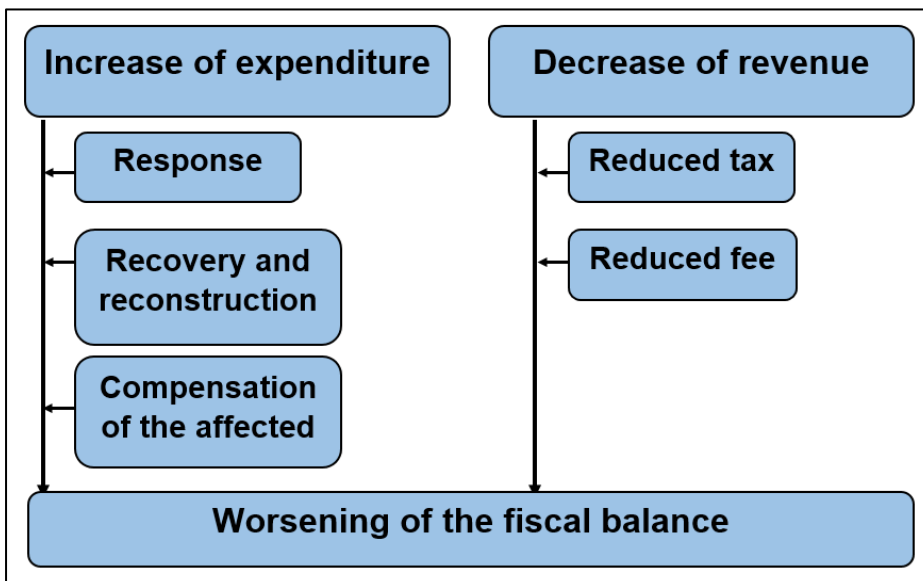 Increase of expenditure
Decrease of revenue
Response
Reduced tax
Recovery and
reconstruction
Reduced fee
Compensation
of the affected
Worsening of the fiscal balance